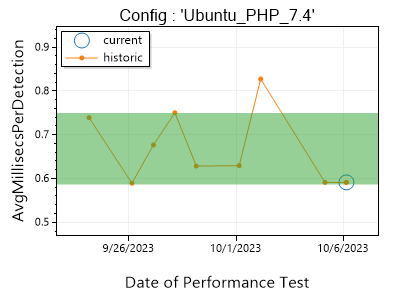 Config : 'Ubuntu_PHP_7.4'
current
historic
0.9
0.8
0.7
0.6
0.5
AvgMillisecsPerDetection
9/26/2023
10/1/2023
10/6/2023
Date of Performance Test